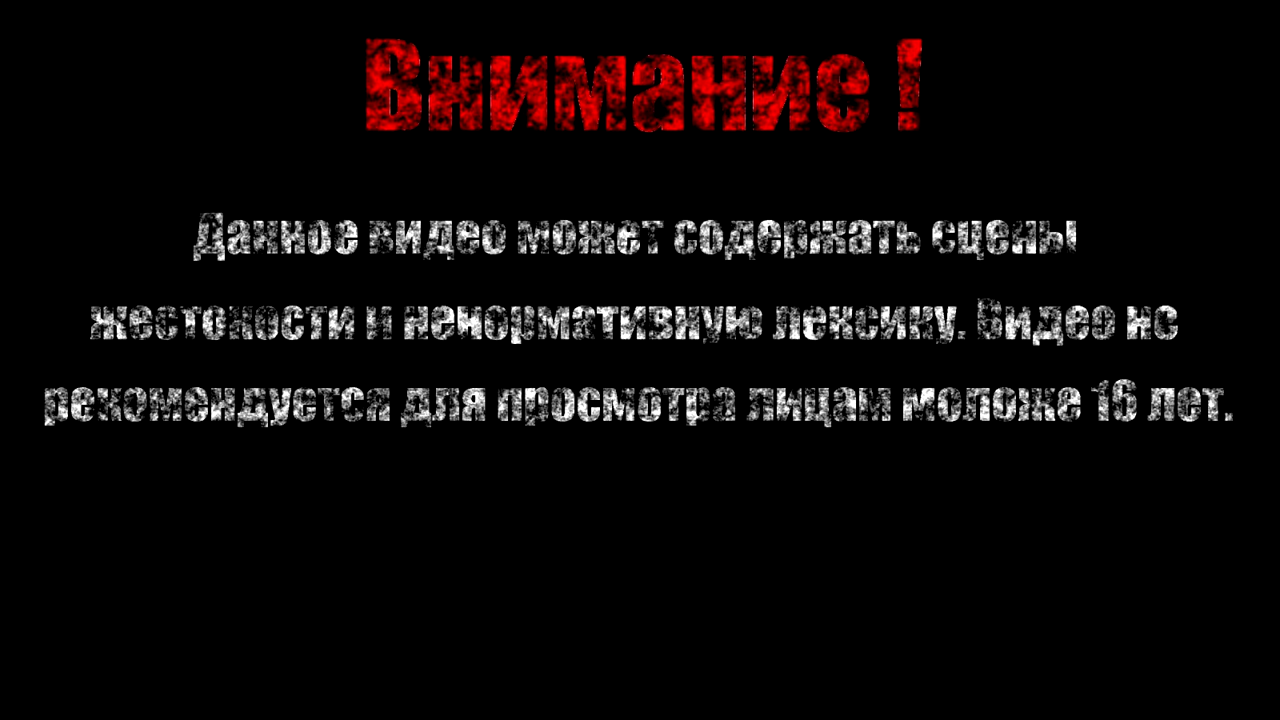 Внимание !
Данное видео может содержать сцены
жестокости и ненормативную лексику. Видео не
рекомендуется для просмотра лицам моложе 16 лет.